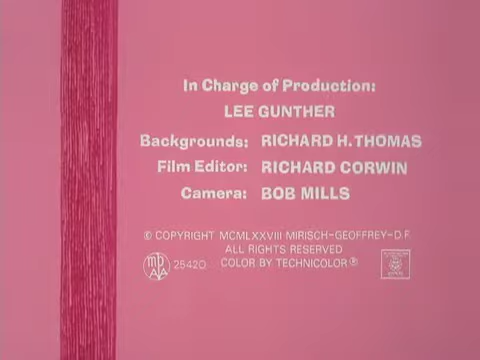 In Charge of Production:
LEE GUNTHER
Backgrounds: RICHARD H. THOMAS
Film Editor: RICHARD CORWIN
Camera: BOB MILLS
© COPYRIGHT MCMLXXVIII MIRISCH-GEOFFREY-D.F.
ALL RIGHTS RESERVED
COLOR BY TECHNICOLOR®
25420